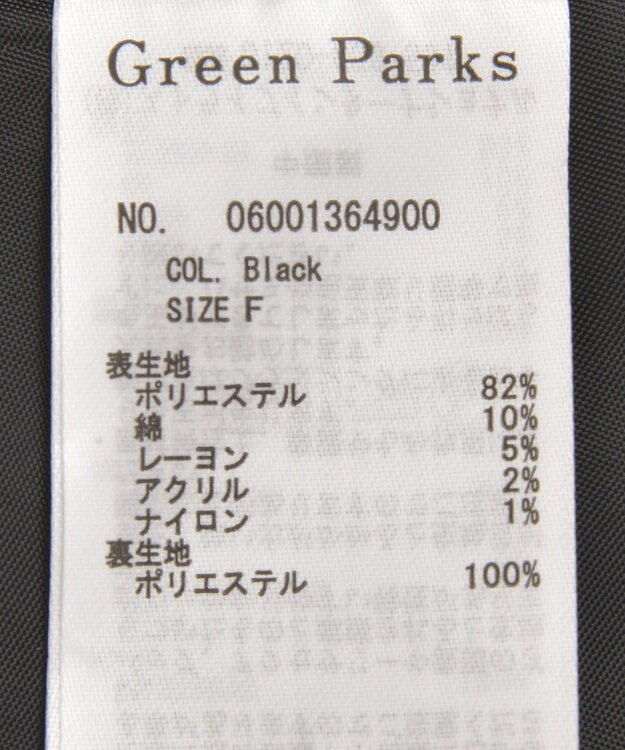 Green Parks
NO. 06001364900
COL. Black
SIZE F
表生地
ポリエステル 82%
綿 10%
レーヨン 5%
アクリル 2%
ナイロン 1%
裏生地
ポリエステル 100%